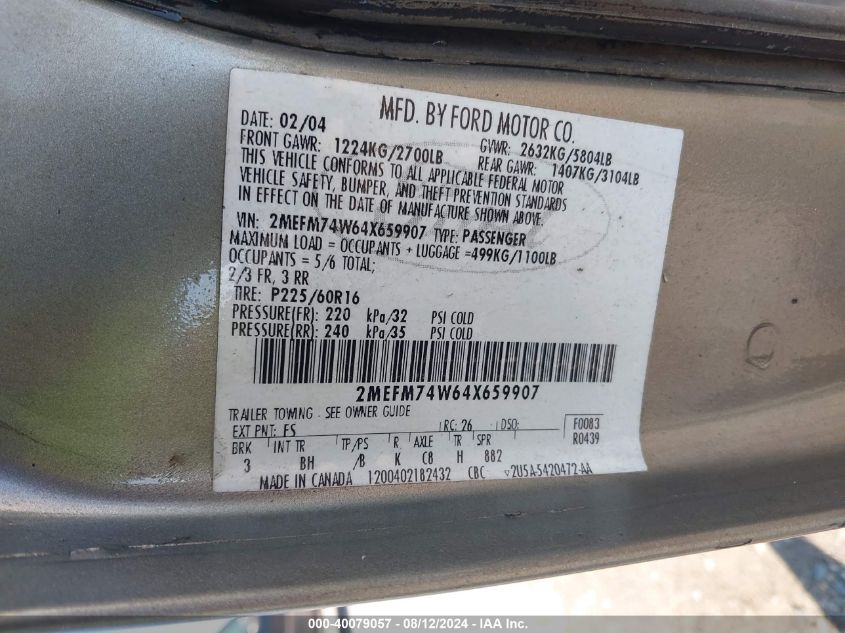 MFD. BY FORD MOTOR CO.
DATE: 02/04 GVWR: 2632KG/5804LB
FRONT GAWR: 1224KG/2700LB REAR GAWR: 1407KG/3104LB
THIS VEHICLE CONFORMS TO ALL APPLICABLE FEDERAL MOTOR
VEHICLE SAFETY, BUMPER, AND THEFT PREVENTION STANDARDS
IN EFFECT ON THE DATE OF MANUFACTURE SHOWN ABOVE.
VIN: 2MEFM74W64X659907 TYPE: PASSENGER
MAXIMUM LOAD = OCCUPANTS + LUGGAGE =499KG/1100LB
OCCUPANTS = 5/6 TOTAL;
2/3 FR, 3 RR
TIRE: P225/60R16
PRESSURE(FR): 220 kPa/32 PSI COLD
PRESSURE(RR): 240 kPa/35 PSI COLD
2MEFM74W64X659907
TRAILER TOWING - SEE OWNER GUIDE
EXT PNT: FS RC: 26 DSO: F0083
BRK INT TR TP/PS R AXLE TR SPR R0439
3 BH /B K C8 H 882
MADE IN CANADA 1200402182432 CBC 2U5A-5420472-AA
000-40079057 - 08/12/2024 - IAA Inc.